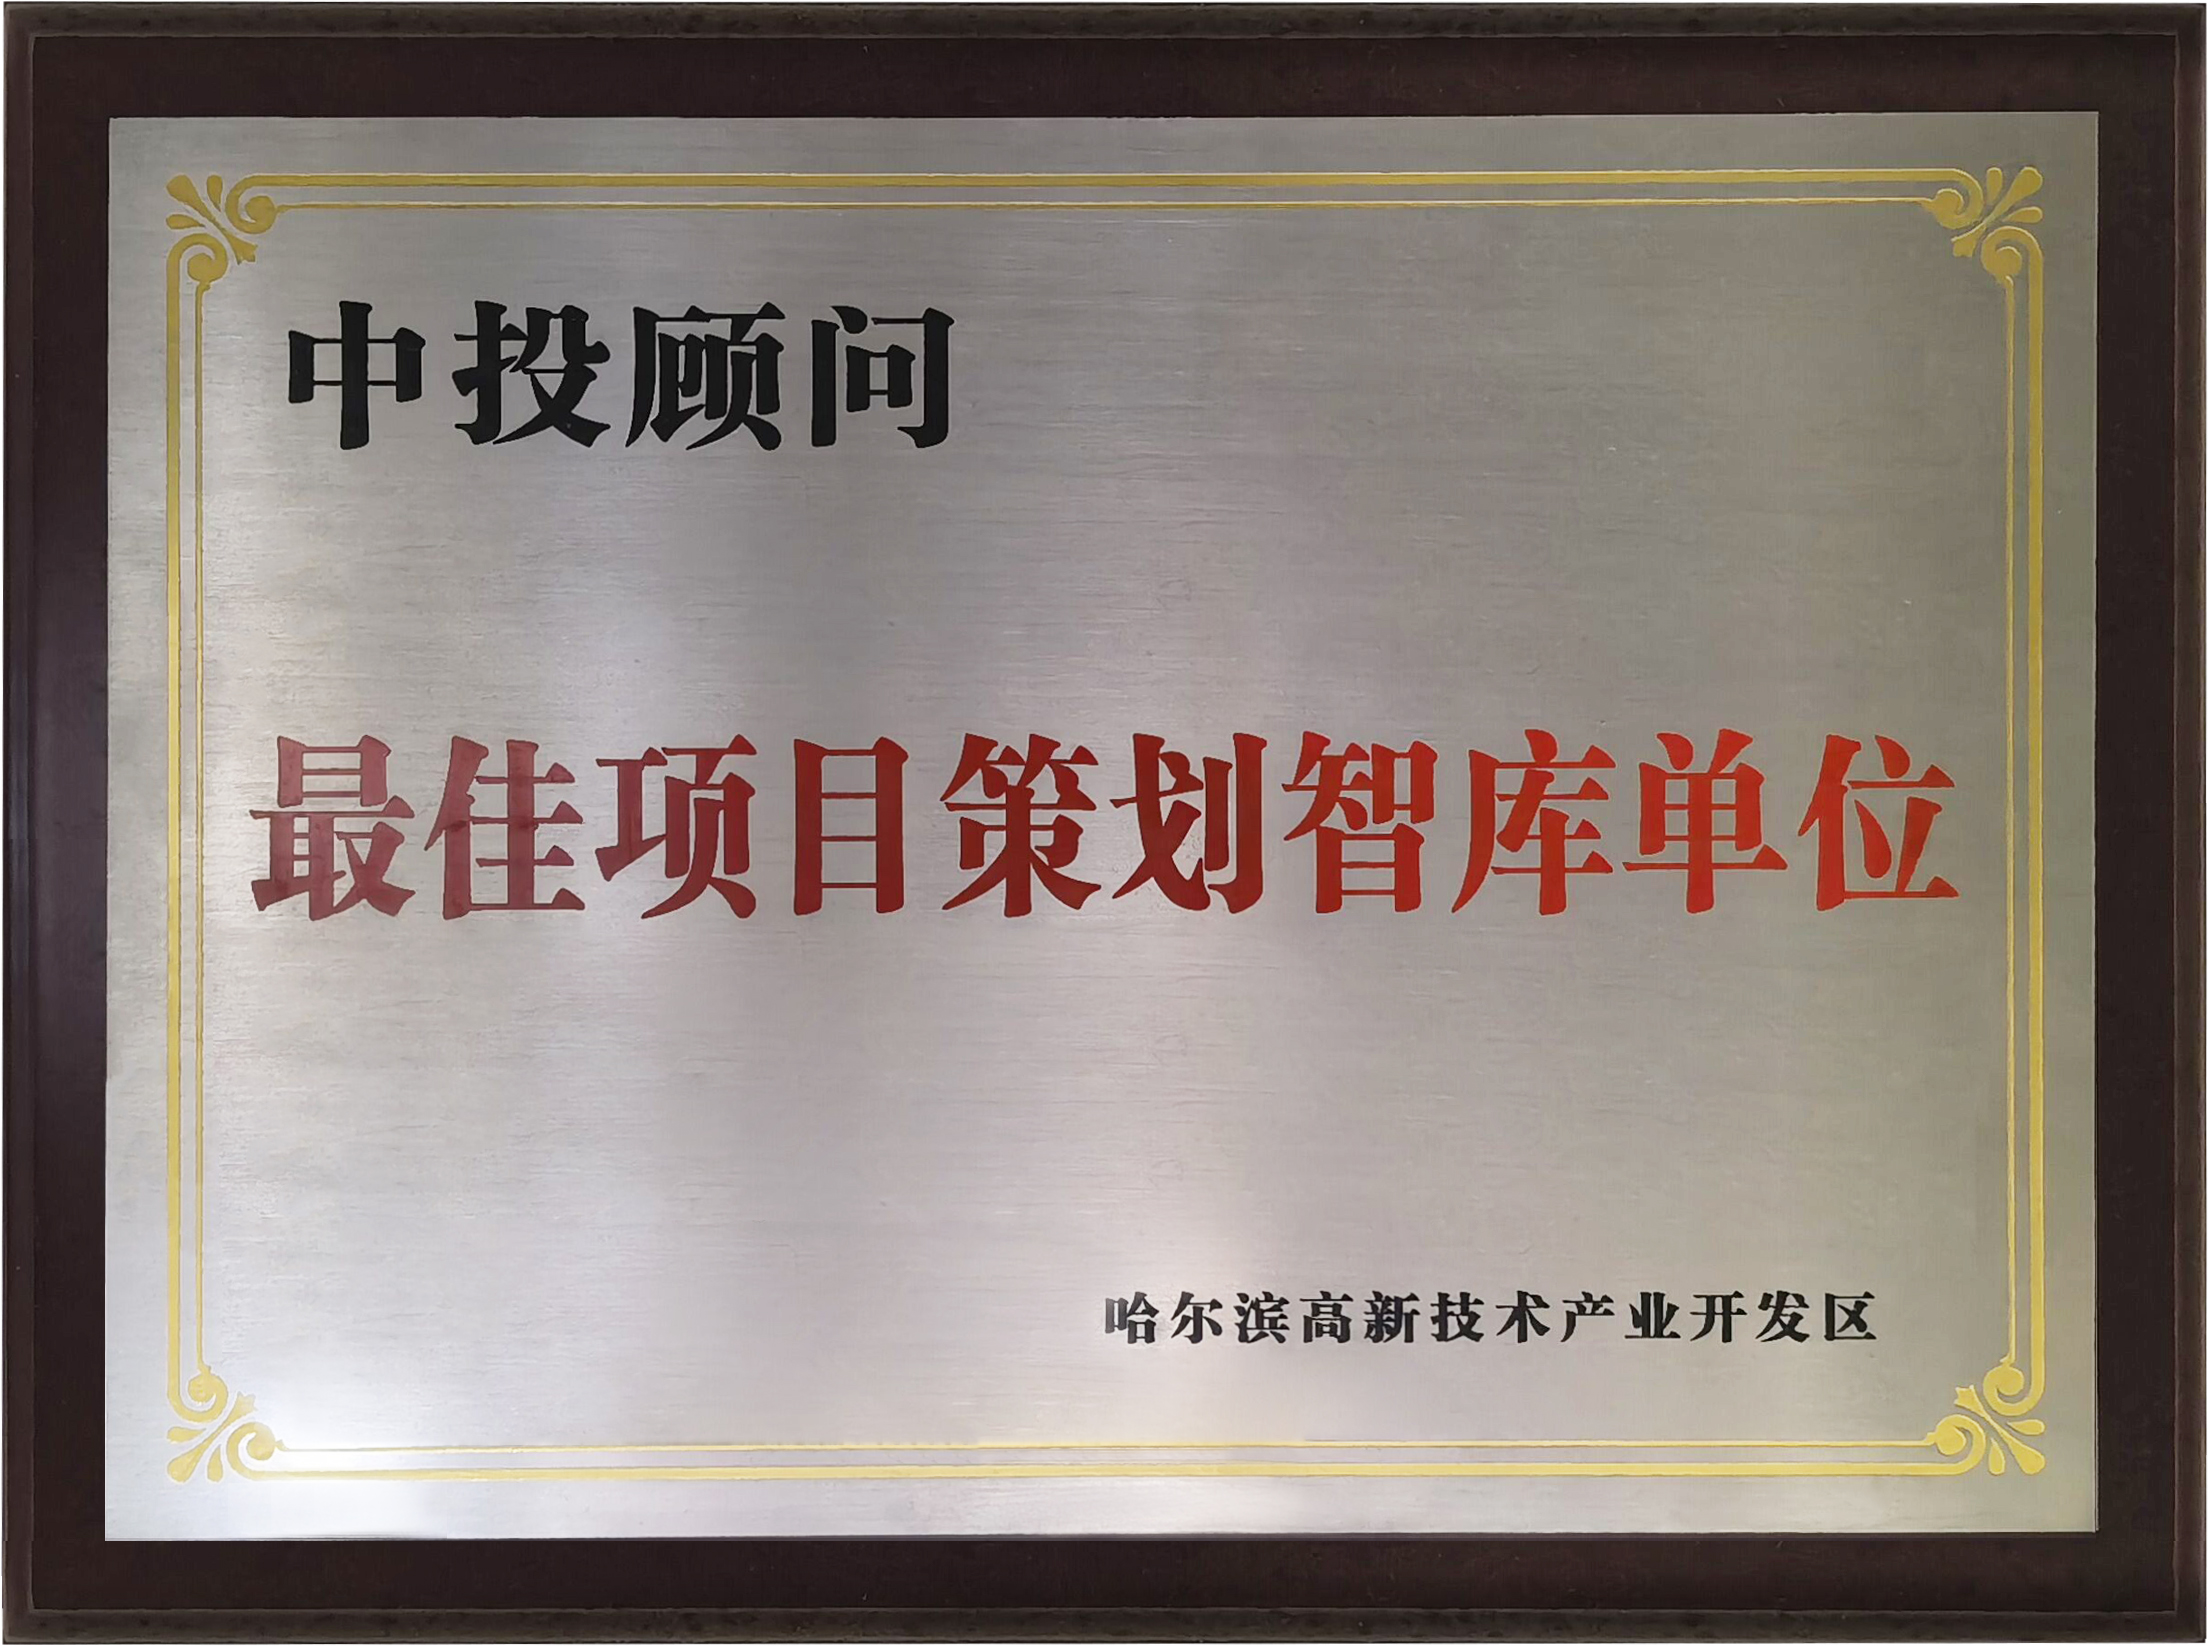 中投顾问
最佳项目策划智库单位
哈尔滨高新技术产业开发区